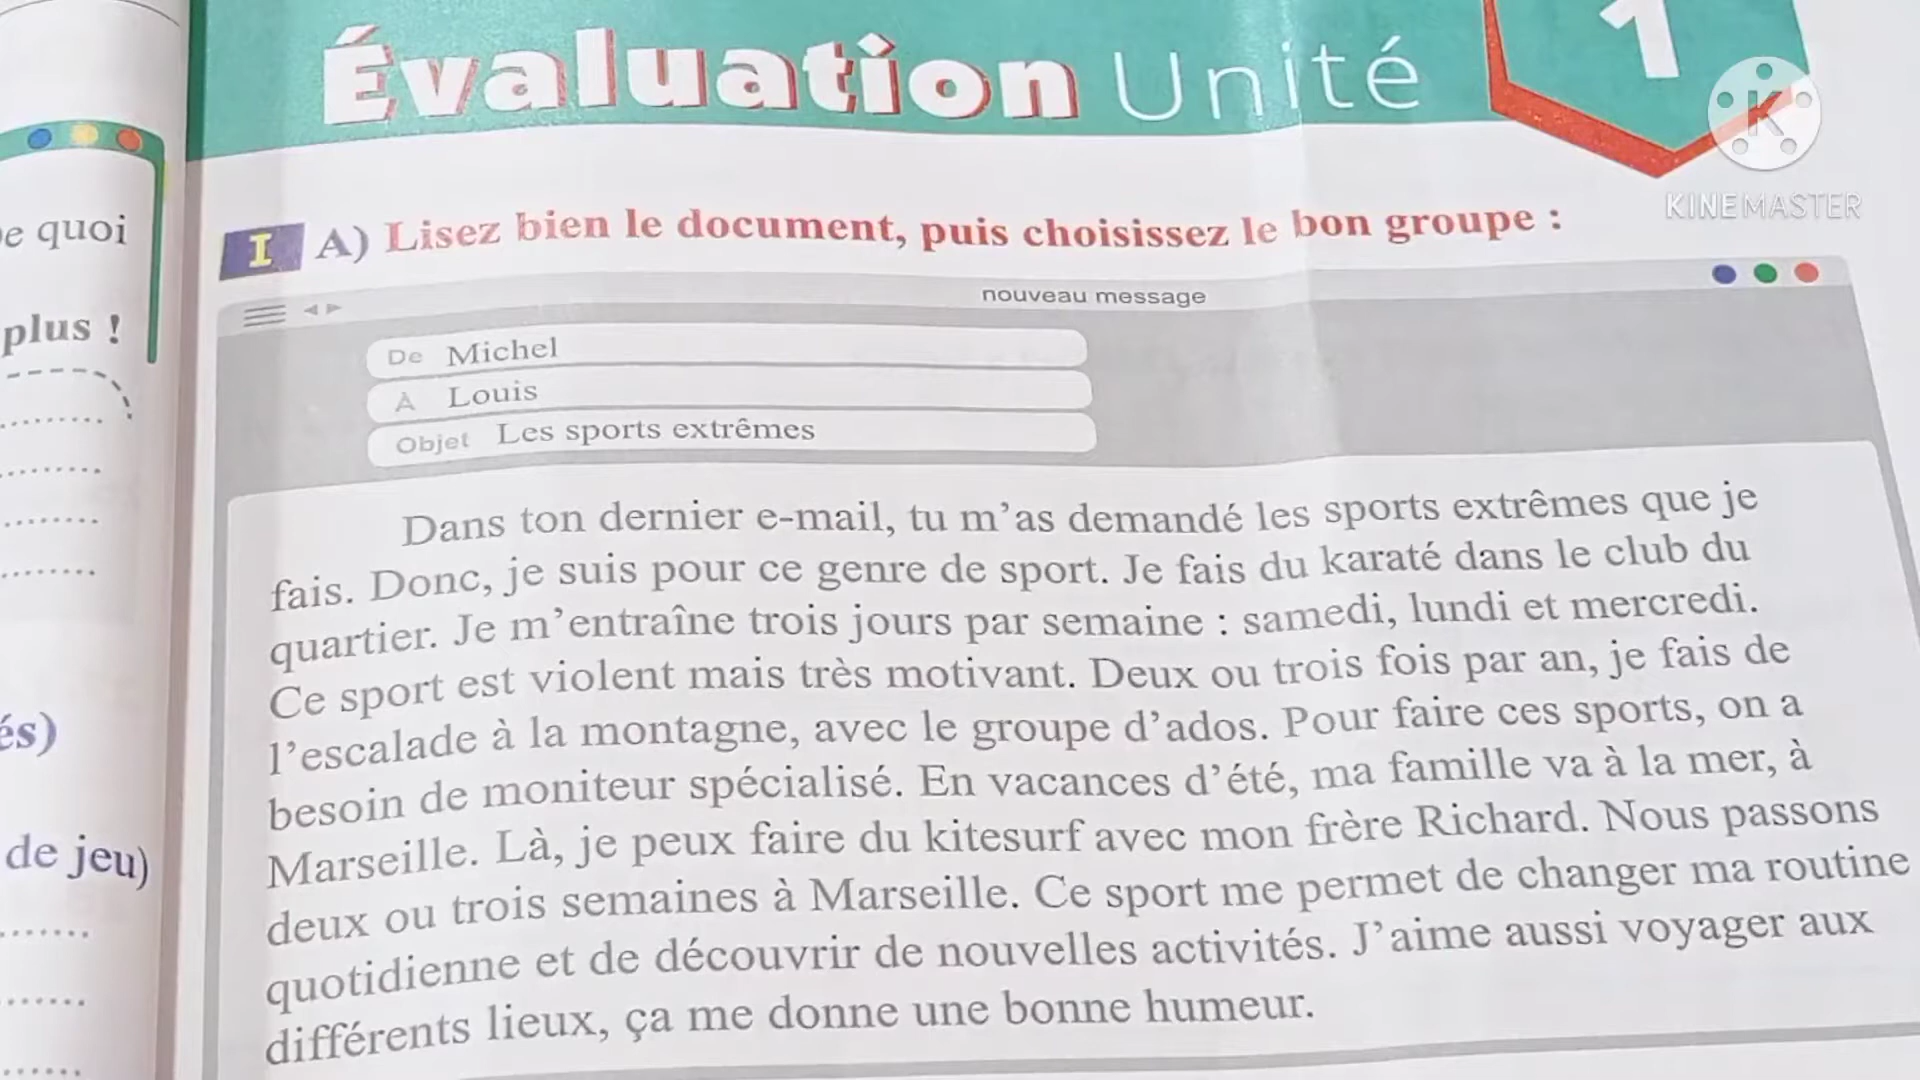 Évaluation Unité 1
KINEMASTER
e quoi
plus !
és)
de jeu)
I A) Lisez bien le document, puis choisissez le bon groupe :
nouveau message
De Michel
À Louis
Objet Les sports extrêmes
Dans ton dernier e-mail, tu m'as demandé les sports extrêmes que je
fais. Donc, je suis pour ce genre de sport. Je fais du karaté dans le club du
quartier. Je m'entraîne trois jours par semaine : samedi, lundi et mercredi.
Ce sport est violent mais très motivant. Deux ou trois fois par an, je fais de
l'escalade à la montagne, avec le groupe d'ados. Pour faire ces sports, on a
besoin de moniteur spécialisé. En vacances d'été, ma famille va à la mer, à
Marseille. Là, je peux faire du kitesurf avec mon frère Richard. Nous passons
deux ou trois semaines à Marseille. Ce sport me permet de changer ma routine
quotidienne et de découvrir de nouvelles activités. J'aime aussi voyager aux
différents lieux, ça me donne une bonne humeur.